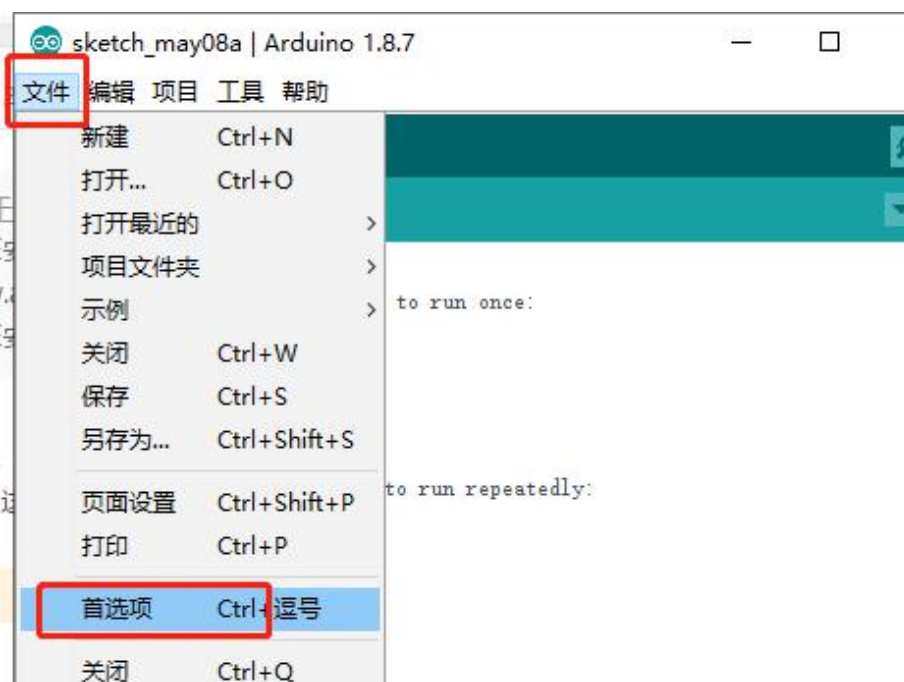 sketch_may08a | Arduino 1.8.7
文件 编辑 项目 工具 帮助
新建 Ctrl+N
打开... Ctrl+O
打开最近的
项目文件夹
示例
to run once:
关闭 Ctrl+W
保存 Ctrl+S
另存为... Ctrl+Shift+S
to run repeatedly:
页面设置 Ctrl+Shift+P
打印 Ctrl+P
首选项 Ctrl+逗号
关闭 Ctrl+Q